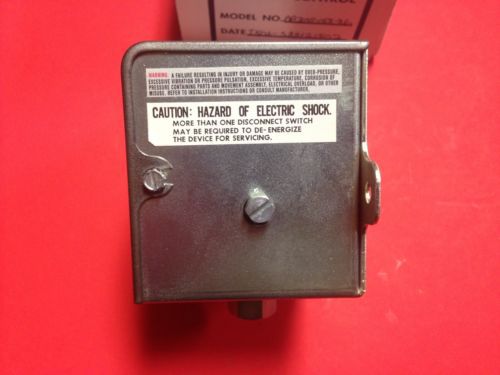 CONTROL
MODEL NO.
DATE
WARNING: A FAILURE RESULTING IN INJURY OR DAMAGE MAY BE CAUSED BY OVER-PRESSURE,
EXCESSIVE VIBRATION OR PRESSURE PULSATION, EXCESSIVE TEMPERATURE, CORROSION OF
PRESSURE CONTAINING PARTS AND MOVEMENT ASSEMBLY, ELECTRICAL OVERLOAD, OR OTHER
MISUSE. REFER TO INSTALLATION INSTRUCTIONS OR CONSULT MANUFACTURER.
CAUTION: HAZARD OF ELECTRIC SHOCK.
MORE THAN ONE DISCONNECT SWITCH
MAY BE REQUIRED TO DE-ENERGIZE
THE DEVICE FOR SERVICING.